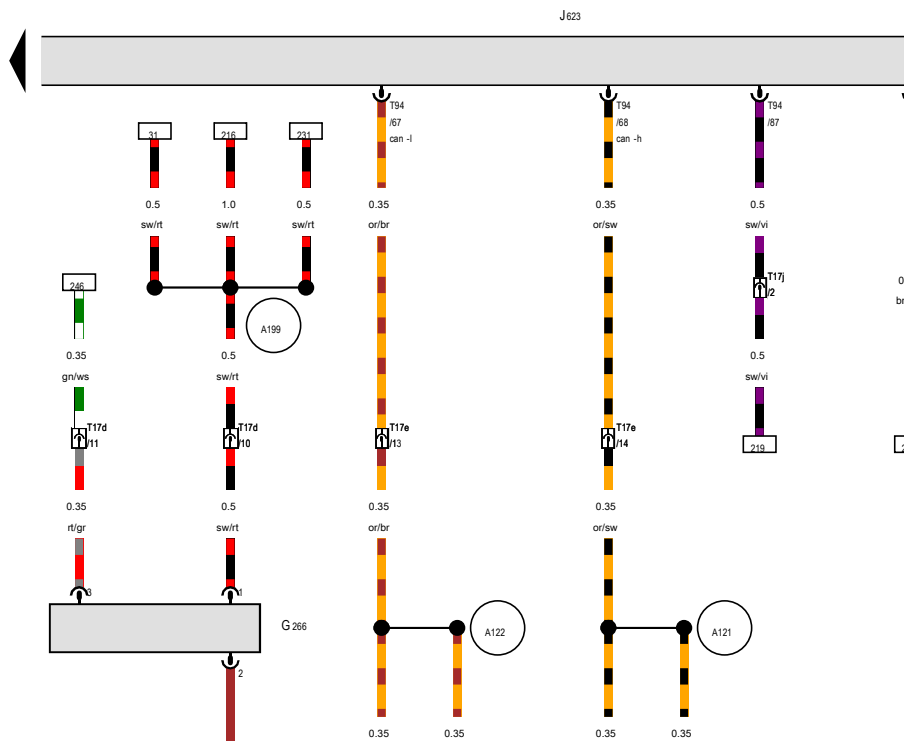 J623
T94 T94 T94
/67 /68 /87
31 216 231 can -l can -h
0.5 1.0 0.5 0.35 0.35 0.5
sw/rt sw/rt sw/rt or/br or/sw sw/vi
246 T17j
0
/2
br
A199
0.35 0.5 0.5
gn/ws sw/rt sw/vi
T17d T17d T17e T17e
/11 /10 /13 /14 219 2
0.35 0.5 0.35 0.35
rt/gr sw/rt or/br or/sw
3 1
G266
A122 A121
2
0.35 0.35 0.35 0.35